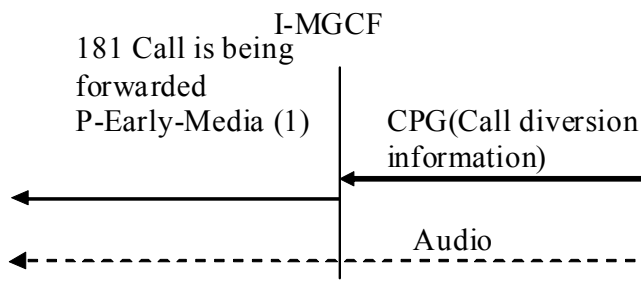 I-MGCF
181 Call is being
forwarded
P-Early-Media (1)
CPG(Call diversion
information)
Audio